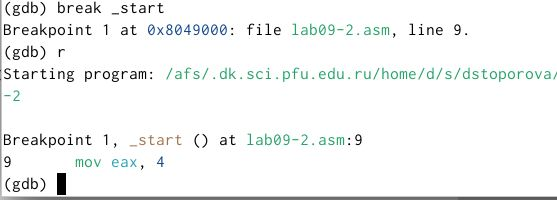 (gdb) break _start
Breakpoint 1 at 0x8049000: file lab09-2.asm, line 9.
(gdb) r
Starting program: /afs/.dk.sci.pfu.edu.ru/home/d/s/dstoporova/
-2
Breakpoint 1, _start () at lab09-2.asm:9
9       mov eax, 4
(gdb)